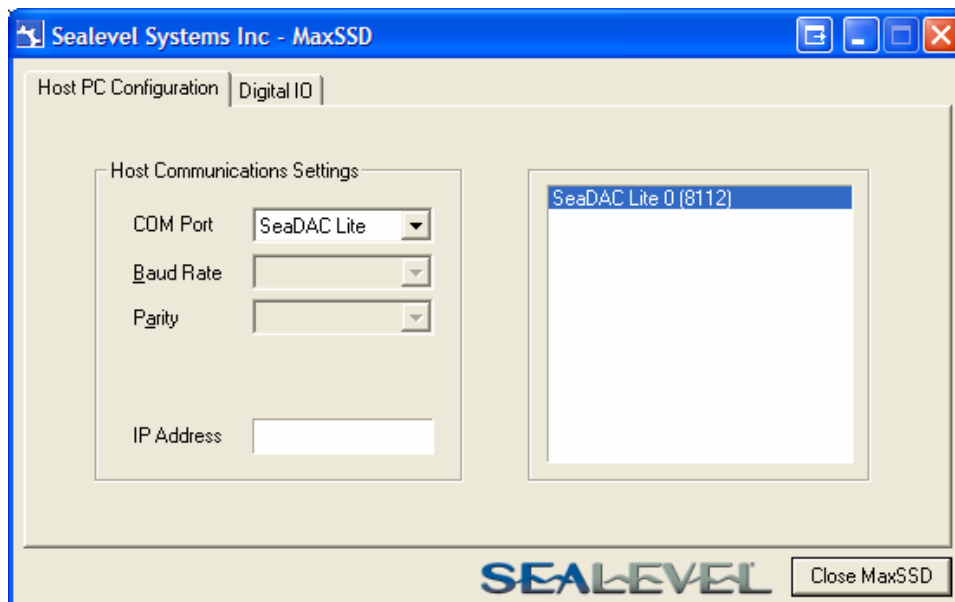 Sealevel Systems Inc - MaxSSD
Host PC Configuration
Digital IO
Host Communications Settings
COM Port
SeaDAC Lite
Baud Rate
Parity
IP Address
SeaDAC Lite 0 (8112)
SEALEVEL
Close MaxSSD